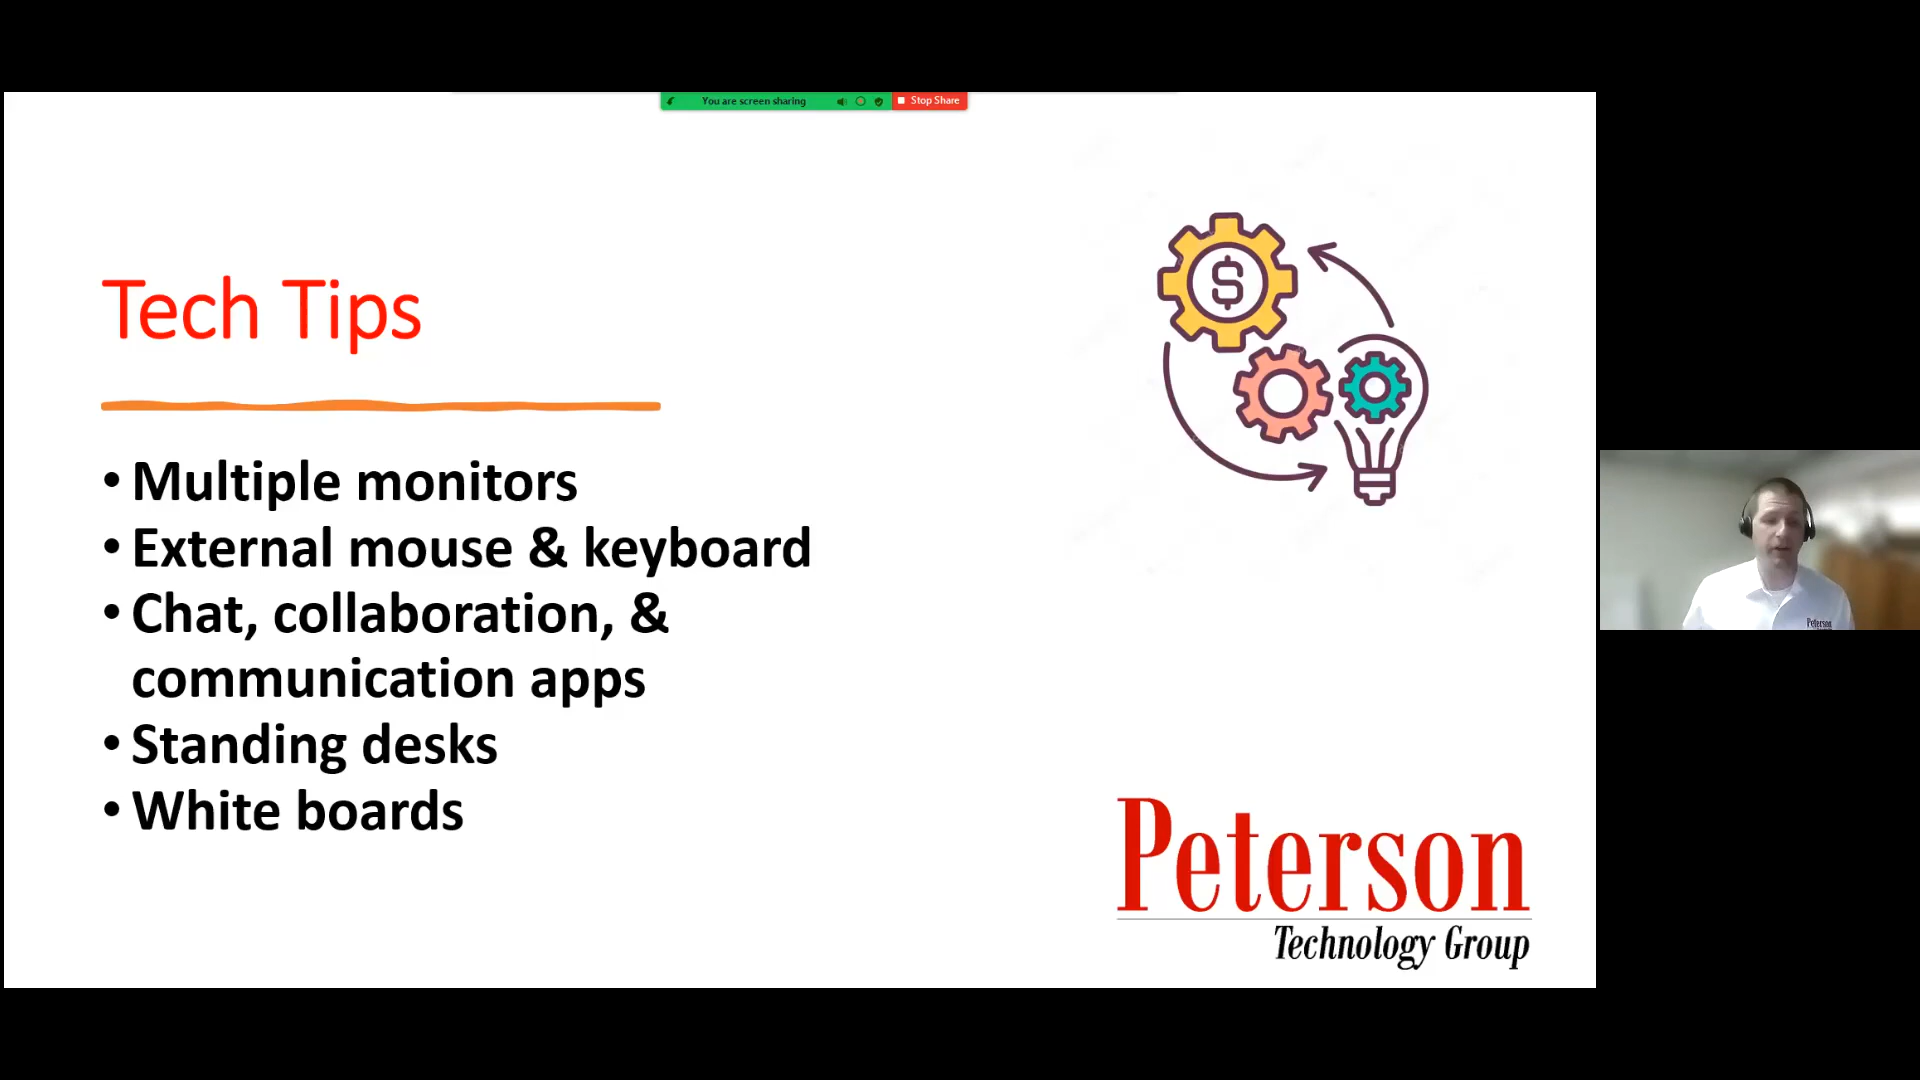 You are screen sharing
Stop Share
Tech Tips
$
• Multiple monitors
• External mouse & keyboard
• Chat, collaboration, &
communication apps
• Standing desks
• White boards
Peterson
Technology Group
Peterson